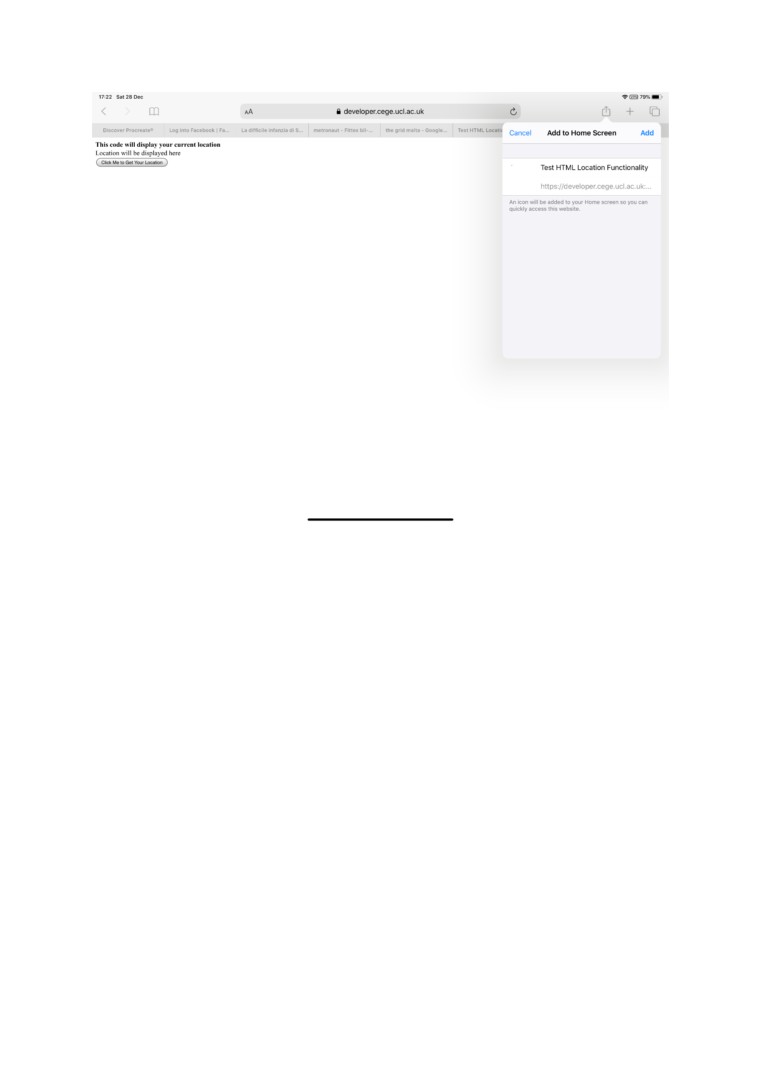 17:22 Sat 28 Dec
79%
AA
developer.cege.ucl.ac.uk
Discover Procreate®
Log into Facebook | Fa...
La difficile infanzia di S...
the grid malta - Google...
Test HTML Locatio
Cancel
Add to Home Screen
Add
This code will display your current location
Location will be displayed here
Click Me to Get Your Location
Test HTML Location Functionality
https://developer.cege.ucl.ac.uk:...
An icon will be added to your Home screen so you can
quickly access this website.